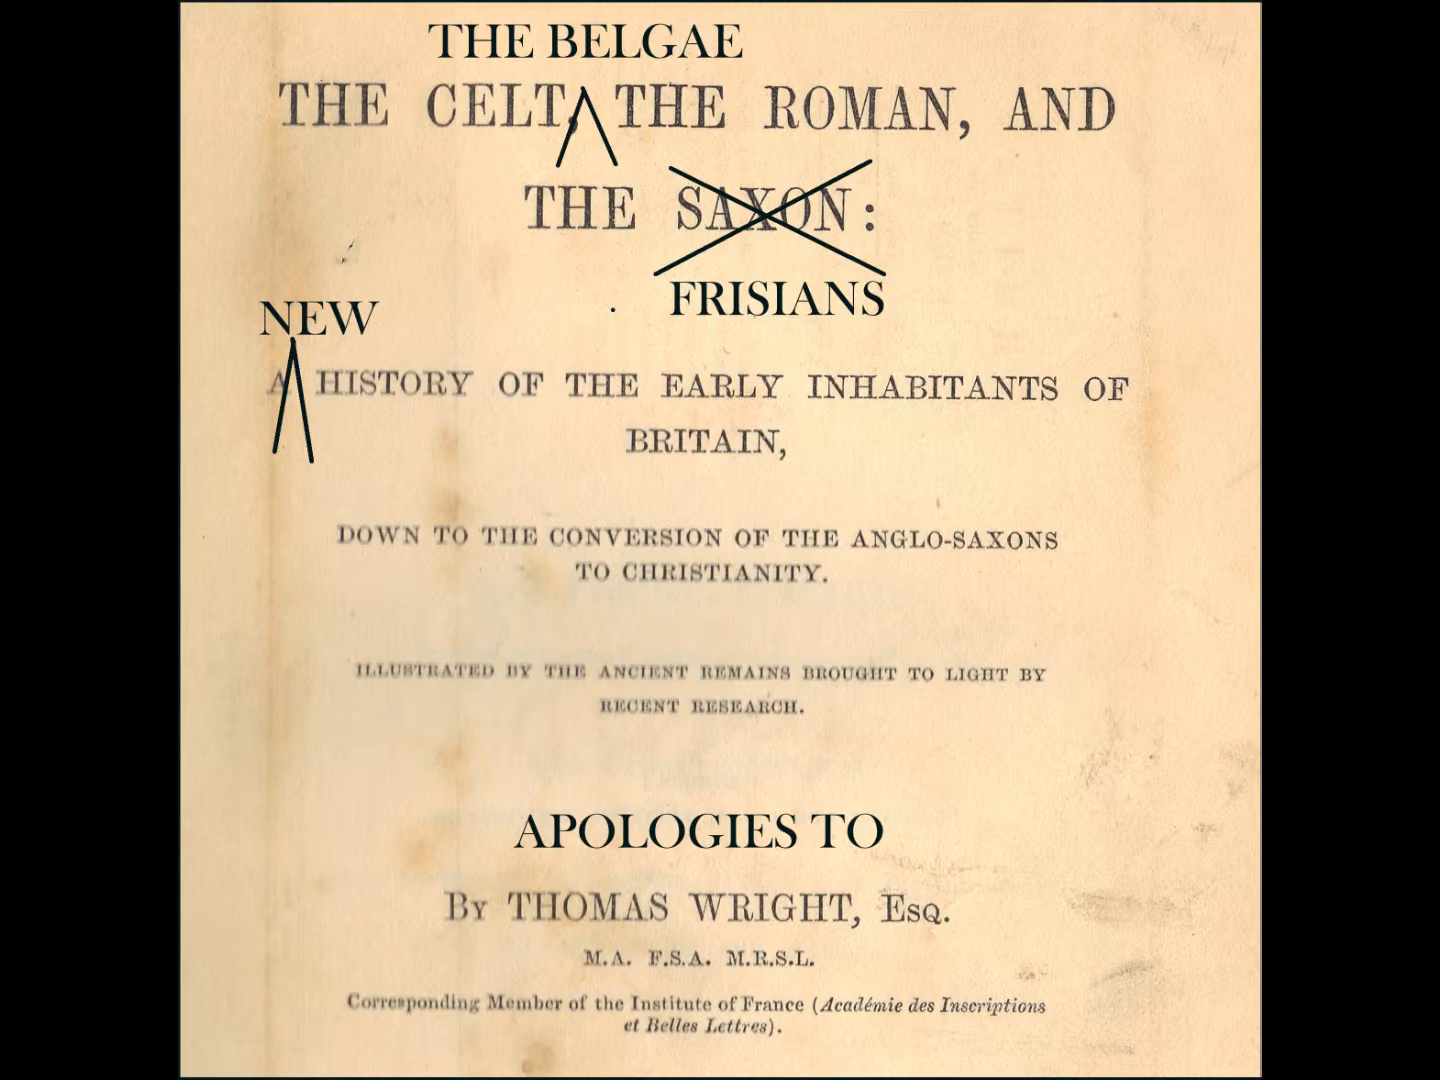 THE BELGAE
THE CELT, THE ROMAN, AND
THE SAXON:
FRISIANS
NEW
A HISTORY OF THE EARLY INHABITANTS OF
BRITAIN,
DOWN TO THE CONVERSION OF THE ANGLO-SAXONS
TO CHRISTIANITY.
ILLUSTRATED BY THE ANCIENT REMAINS BROUGHT TO LIGHT BY
RECENT RESEARCH.
APOLOGIES TO
By THOMAS WRIGHT, Esq.
M.A. F.S.A. M.R.S.L.
Corresponding Member of the Institute of France (Académie des Inscriptions
et Belles Lettres).